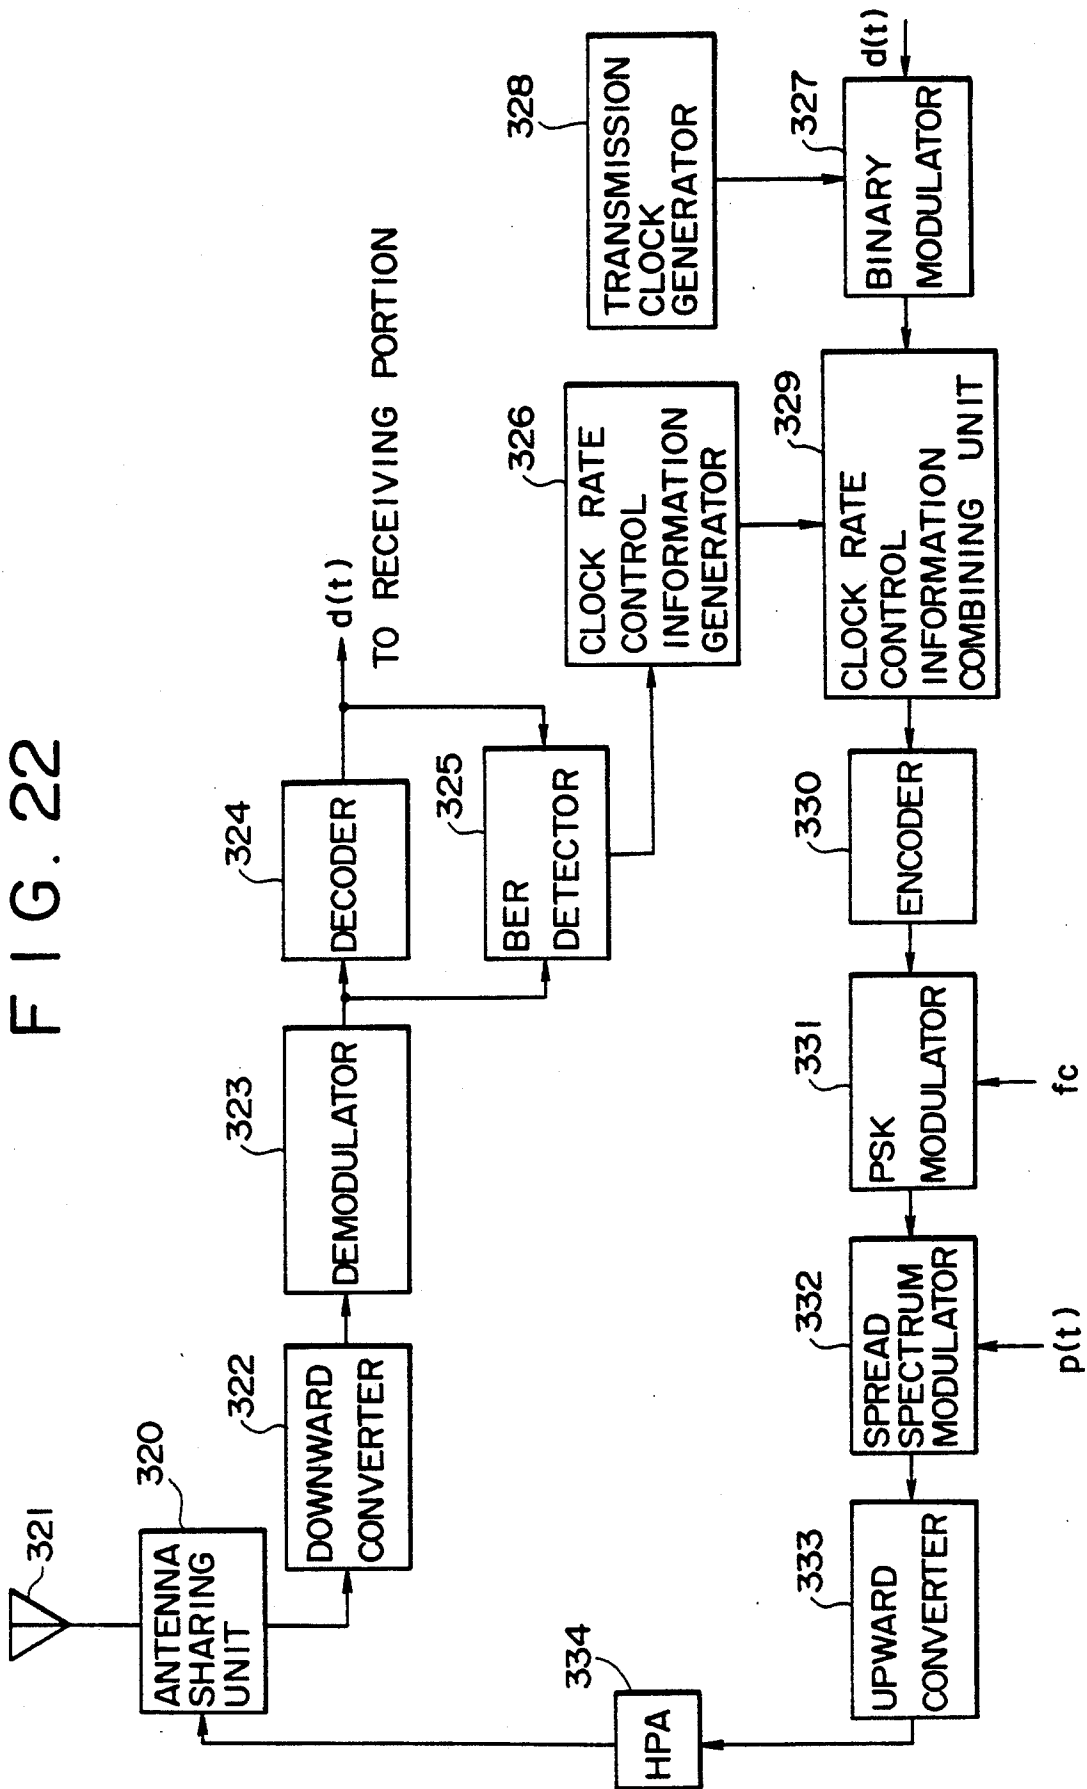 FIG. 22
321
320
ANTENNA
SHARING
UNIT
322
DOWNWARD
CONVERTER
323
DEMODULATOR
324
DECODER
d(t)
TO RECEIVING PORTION
325
BER
DETECTOR
326
CLOCK RATE
CONTROL
INFORMATION
GENERATOR
328
TRANSMISSION
CLOCK
GENERATOR
334
HPA
333
UPWARD
CONVERTER
332
SPREAD
SPECTRUM
MODULATOR
p(t)
331
PSK
MODULATOR
fc
330
ENCODER
329
CLOCK RATE
CONTROL
INFORMATION
COMBINING UNIT
327
BINARY
MODULATOR
d(t)